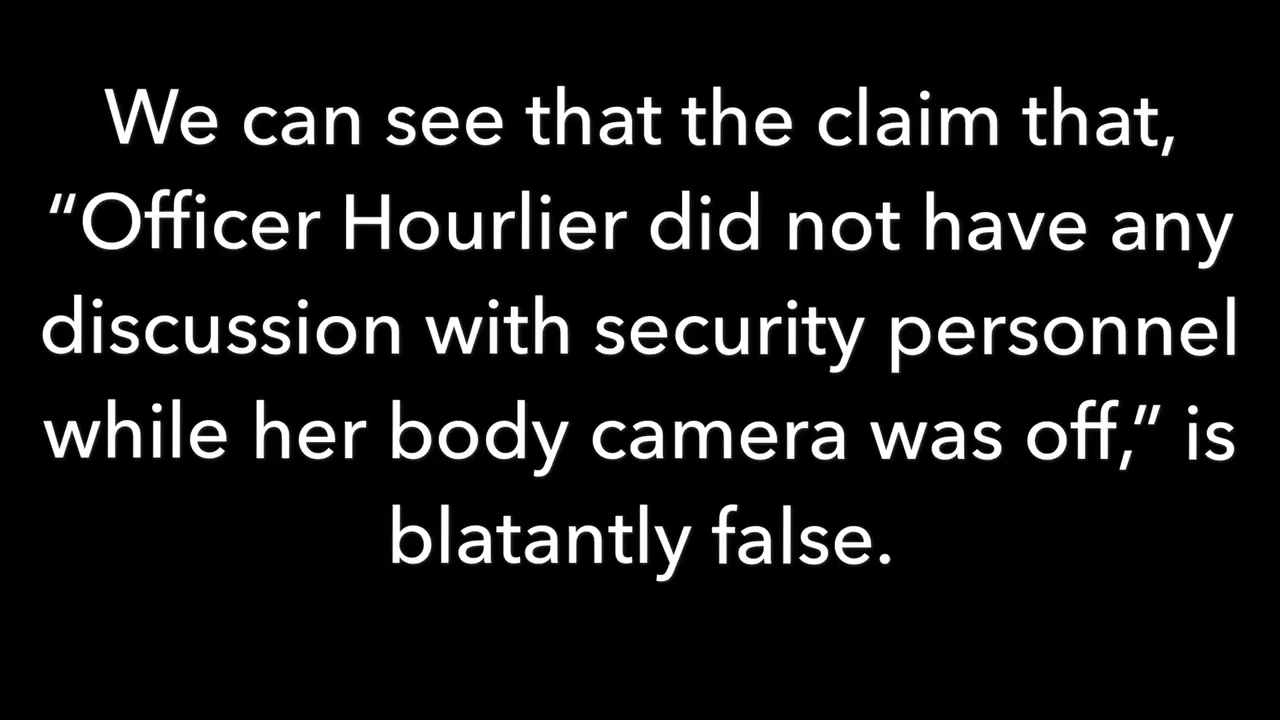 We can see that the claim that,
“Officer Hourlier did not have any
discussion with security personnel
while her body camera was off,” is
blatantly false.